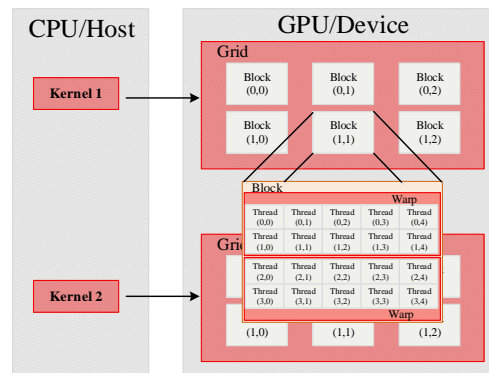 CPU/Host
GPU/Device
Grid
Kernel 1
Block Block Block
(0,0) (0,1) (0,2)
Block Block Block
(1,0) (1,1) (1,2)
Block
Warp
Thread Thread Thread Thread Thread
(0,0) (0,1) (0,2) (0,3) (0,4)
Thread Thread Thread Thread Thread
(1,0) (1,1) (1,2) (1,3) (1,4)
Thread Thread Thread Thread Thread
(2,0) (2,1) (2,2) (2,3) (2,4)
Thread Thread Thread Thread Thread
(3,0) (3,1) (3,2) (3,3) (3,4)
Warp
Kernel 2
(1,0) (1,1) (1,2)